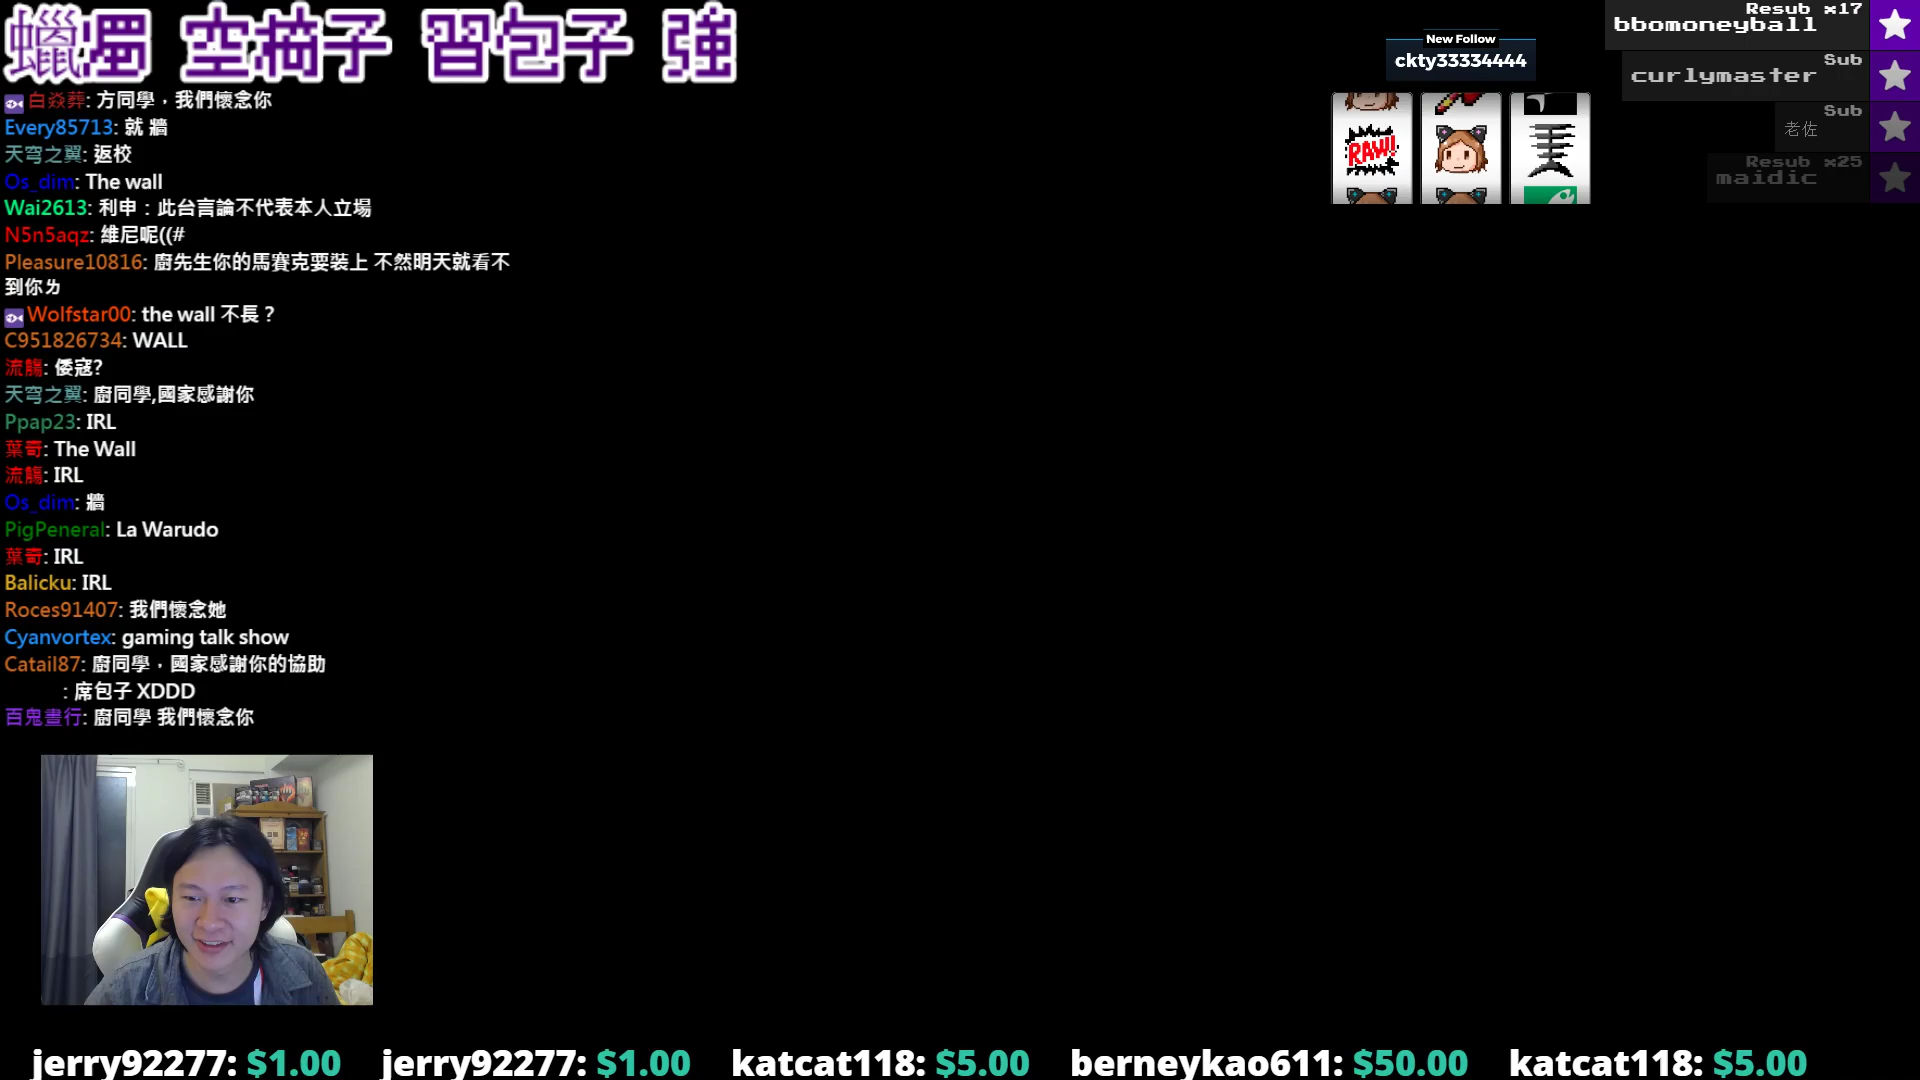 蠟燭 空椅子 習包子 強
白焱葬: 方同學，我們懷念你
Every85713: 就 牆
天穹之翼: 返校
Os_dim: The wall
Wai2613: 利申：此台言論不代表本人立場
N5n5aqz: 維尼呢((#
Pleasure10816: 廚先生你的馬賽克要裝上 不然明天就看不
到你ㄌ
Wolfstar00: the wall 不長？
C951826734: WALL
流觴: 倭寇?
天穹之翼: 廚同學,國家感謝你
Ppap23: IRL
葉哥: The Wall
流觴: IRL
Os_dim: 牆
PigPeneral: La Warudo
葉哥: IRL
Balicku: IRL
Roces91407: 我們懷念她
Cyanvortex: gaming talk show
Catail87: 廚同學，國家感謝你的協助
: 席包子 XDDD
百鬼晝行: 廚同學 我們懷念你
New Follow
ckty33334444
RAW!
Resub x17
bbomoneyball
Sub
curlymaster
Sub
老佐
Resub x25
maidic
jerry92277: $1.00 jerry92277: $1.00 katcat118: $5.00 berneykao611: $50.00 katcat118: $5.00